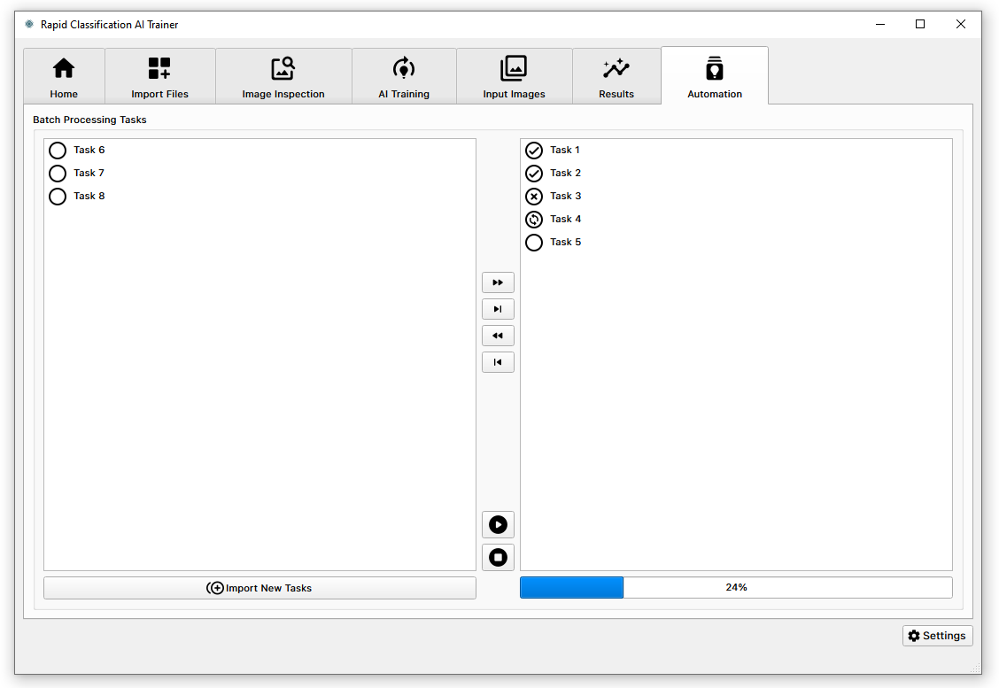 Rapid Classification AI Trainer
Home
Import Files
Image Inspection
AI Training
Input Images
Results
Automation
Batch Processing Tasks
Task 6
Task 7
Task 8
Task 1
Task 2
Task 3
Task 4
Task 5
Import New Tasks
24%
Settings